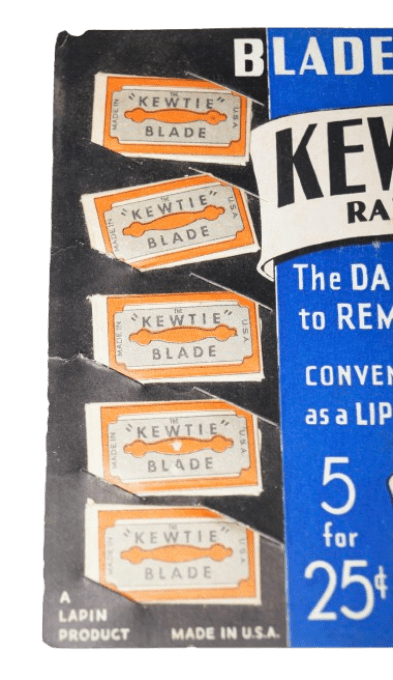 BLADE
THE
"KEWTIE"
BLADE
MADE IN
USA
THE
"KEWTIE"
BLADE
MADE IN
USA
THE
"KEWTIE"
BLADE
MADE IN
USA
THE
"KEWTIE"
BLADE
MADE IN
USA
THE
"KEWTIE"
BLADE
MADE IN
USA
KEW
RA
The DA
to REM
CONVEN
as a LIP
5
for
25¢
A
LAPIN
PRODUCT
MADE IN U.S.A.